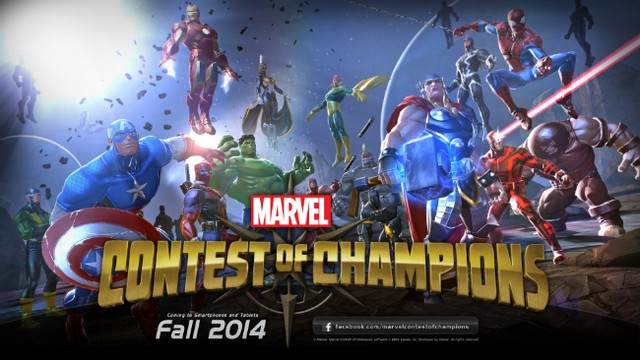 MARVEL
CONTEST OF CHAMPIONS
Coming to Smartphones and Tablets
Fall 2014
facebook.com/marvelcontestofchampions